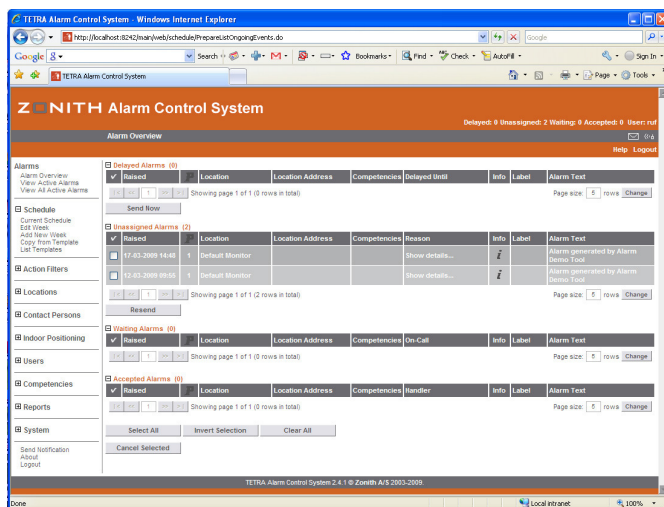 TETRA Alarm Control System - Windows Internet Explorer
http://localhost:8242/main/web/schedule/PrepareListOngoingEvents.do
Google
Google
Search
Bookmarks
Find
Check
AutoFill
Sign In
TETRA Alarm Control System
Page
Tools
ZONITH Alarm Control System
Delayed: 0 Unassigned: 2 Waiting: 0 Accepted: 0 User: ruf
Alarm Overview
Help Logout
Alarms
Alarm Overview
View Active Alarms
View All Active Alarms
Schedule
Current Schedule
Edit Week
Add New Week
Copy from Template
List Templates
Action Filters
Locations
Contact Persons
Indoor Positioning
Users
Competencies
Reports
System
Send Notification
About
Logout
Delayed Alarms (0)
Raised P Location Location Address Competencies Delayed Until Info Label Alarm Text
|< << 1 >> >| Showing page 1 of 1 (0 rows in total) Page size: 5 rows Change
Send Now
Unassigned Alarms (2)
Raised P Location Location Address Competencies Reason Info Label Alarm Text
17-03-2009 14:48 1 Default Monitor Show details... i Alarm generated by Alarm
Demo Tool
12-03-2009 09:56 1 Default Monitor Show details... i Alarm generated by Alarm
Demo Tool
|< << 1 >> >| Showing page 1 of 1 (2 rows in total) Page size: 5 rows Change
Resend
Waiting Alarms (0)
Raised P Location Location Address Competencies On-Call Info Label Alarm Text
|< << 1 >> >| Showing page 1 of 1 (0 rows in total) Page size: 5 rows Change
Accepted Alarms (0)
Raised P Location Location Address Competencies Handler Info Label Alarm Text
|< << 1 >> >| Showing page 1 of 1 (0 rows in total) Page size: 5 rows Change
Select All Invert Selection Clear All
Cancel Selected
TETRA Alarm Control System 2.4.1 © Zonith A/S 2003-2009.
Done
Local intranet
100%